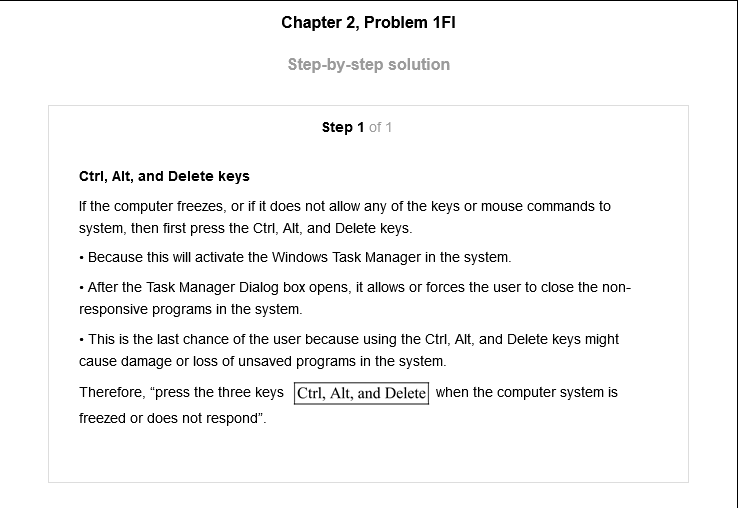 Chapter 2, Problem 1FI
Step-by-step solution
Step 1 of 1
Ctrl, Alt, and Delete keys
If the computer freezes, or if it does not allow any of the keys or mouse commands to
system, then first press the Ctrl, Alt, and Delete keys.
• Because this will activate the Windows Task Manager in the system.
• After the Task Manager Dialog box opens, it allows or forces the user to close the non-
responsive programs in the system.
• This is the last chance of the user because using the Ctrl, Alt, and Delete keys might
cause damage or loss of unsaved programs in the system.
Therefore, “press the three keys Ctrl, Alt, and Delete when the computer system is
freezed or does not respond”.